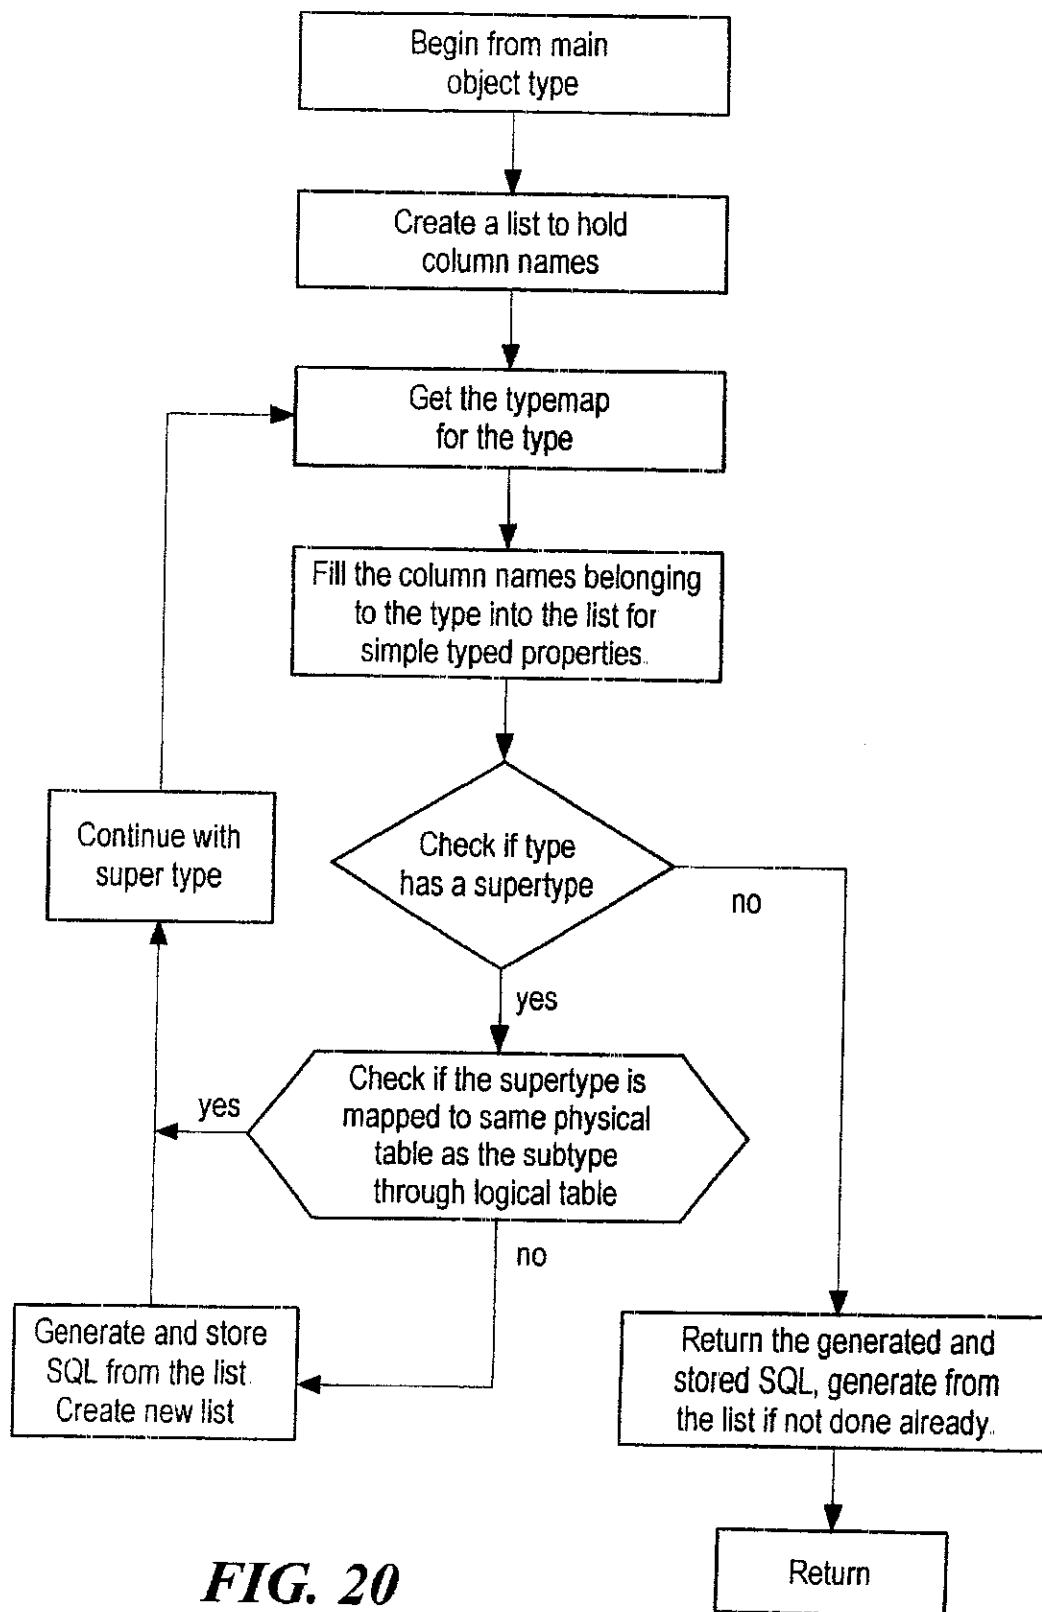 Begin from main
object type
Create a list to hold
column names
Get the typemap
for the type
Fill the column names belonging
to the type into the list for
simple typed properties.
Check if type
has a supertype
no
yes
Continue with
super type
Check if the supertype is
mapped to same physical
table as the subtype
through logical table
yes
no
Generate and store
SQL from the list.
Create new list
Return the generated and
stored SQL, generate from
the list if not done already.
Return
FIG. 20